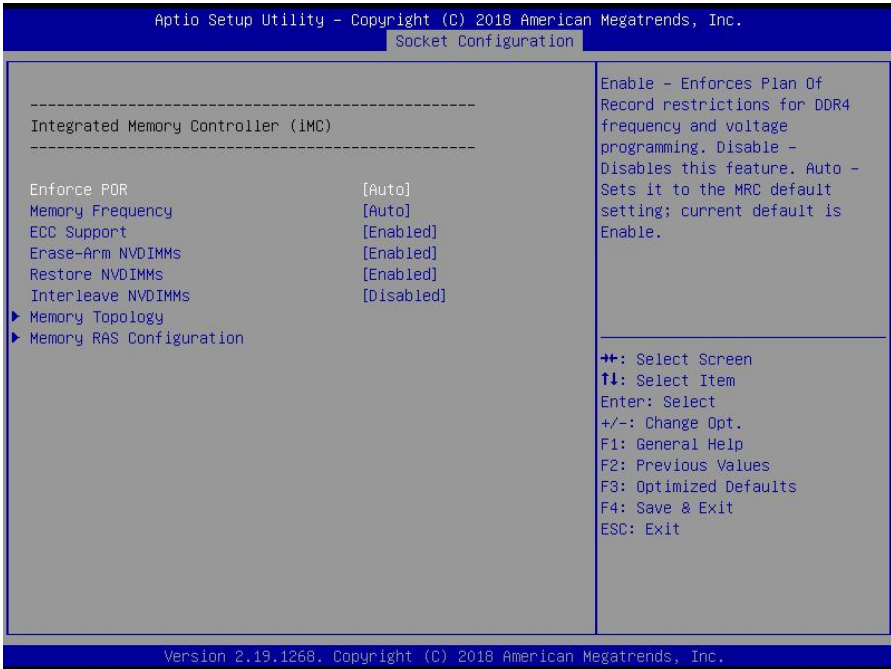 Aptio Setup Utility – Copyright (C) 2018 American Megatrends, Inc.
Socket Configuration
------------------------------------------------
Integrated Memory Controller (iMC)
------------------------------------------------
Enforce POR [Auto]
Memory Frequency [Auto]
ECC Support [Enabled]
Erase-Arm NVDIMMs [Enabled]
Restore NVDIMMs [Enabled]
Interleave NVDIMMs [Disabled]
Memory Topology
Memory RAS Configuration
Enable – Enforces Plan Of
Record restrictions for DDR4
frequency and voltage
programming. Disable –
Disables this feature. Auto –
Sets it to the MRC default
setting; current default is
Enable.
→←: Select Screen
↑↓: Select Item
Enter: Select
+/-: Change Opt.
F1: General Help
F2: Previous Values
F3: Optimized Defaults
F4: Save & Exit
ESC: Exit
Version 2.19.1268. Copyright (C) 2018 American Megatrends, Inc.